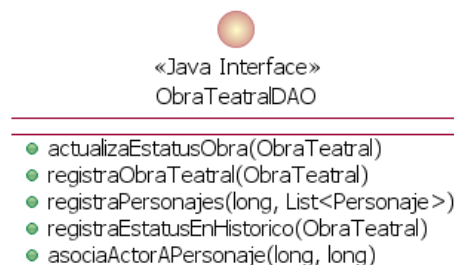 «Java Interface»
ObraTeatralDAO
actualizaEstatusObra(ObraTeatral)
registraObraTeatral(ObraTeatral)
registraPersonajes(long, List<Personaje>)
registraEstatusEnHistorico(ObraTeatral)
asociaActorAPersonaje(long, long)